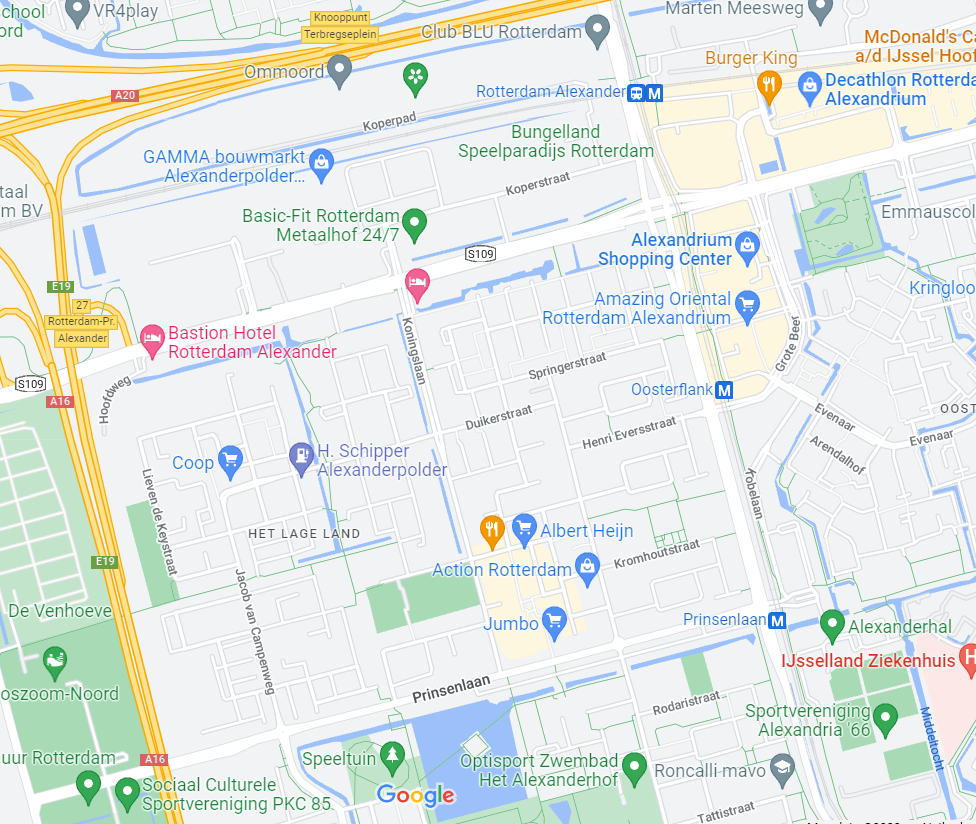 VR4play
chool
ord
Knooppunt
Terbregseplein
Club BLU Rotterdam
Marten Meesweg
McDonald's Ca
a/d IJssel Hoof
Burger King
Ommoord
A20
Rotterdam Alexander
Decathlon Rotterda
Alexandrium
Koperpad
Bungelland
Speelparadijs Rotterdam
GAMMA bouwmarkt
Alexanderpolder...
Koperstraat
taal
m BV
Basic-Fit Rotterdam
Metaalhof 24/7
Emmauscol
S109
Alexandrium
Shopping Center
E19
27
Rotterdam-Pr.
Alexander
Amazing Oriental
Rotterdam Alexandrium
Kringloo
Bastion Hotel
Rotterdam Alexander
Koningslaan
Grote Beer
Springerstraat
S109
Hoofdweg
A16
Oosterflank
Duikerstraat
Henri Eversstraat
Evenaar
OOST
Evenaar
Arendalhof
H. Schipper
Alexanderpolder
Coop
Lieven de Keystraat
Kobelaan
HET LAGE LAND
Albert Heijn
E19
Action Rotterdam
Kromhoutstraat
Jacob van Campenweg
De Venhoeve
Jumbo
Prinsenlaan
Alexanderhal
IJsselland Ziekenhuis
H
oszoom-Noord
Prinsenlaan
Rodaristraat
Sportvereniging
Alexandria '66
Middeltocht
uur Rotterdam
A16
Speeltuin
Optisport Zwembad
Het Alexanderhof
Roncalli mavo
Sociaal Culturele
Sportvereniging PKC 85
Google
Tattistraat